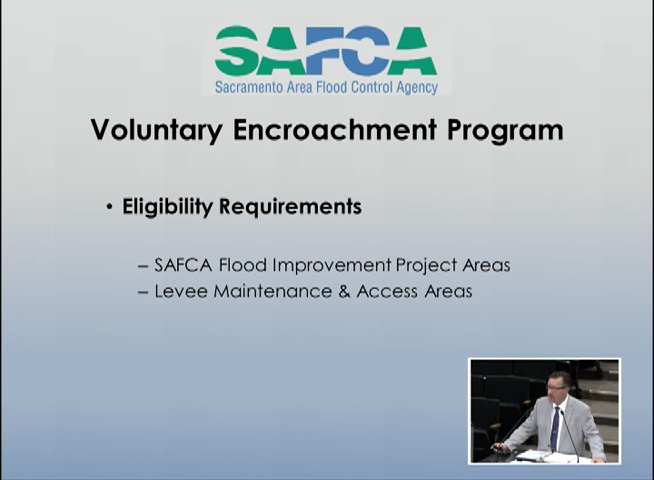 SAFCA
Sacramento Area Flood Control Agency
Voluntary Encroachment Program
• Eligibility Requirements
– SAFCA Flood Improvement Project Areas
– Levee Maintenance & Access Areas